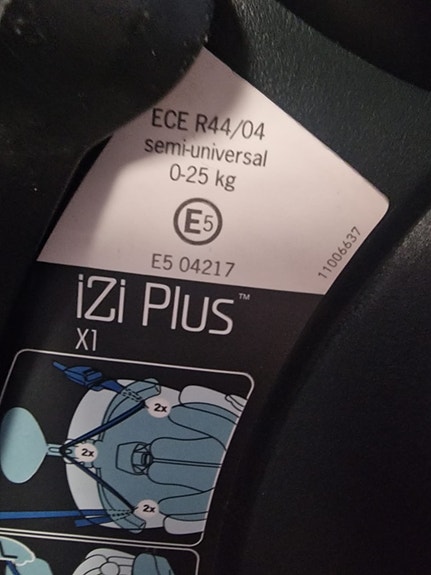 ECE R44/04
semi-universal
0-25 kg
E5
E5 04217
11006637
iZi Plus™
X1
2x
2x
2x